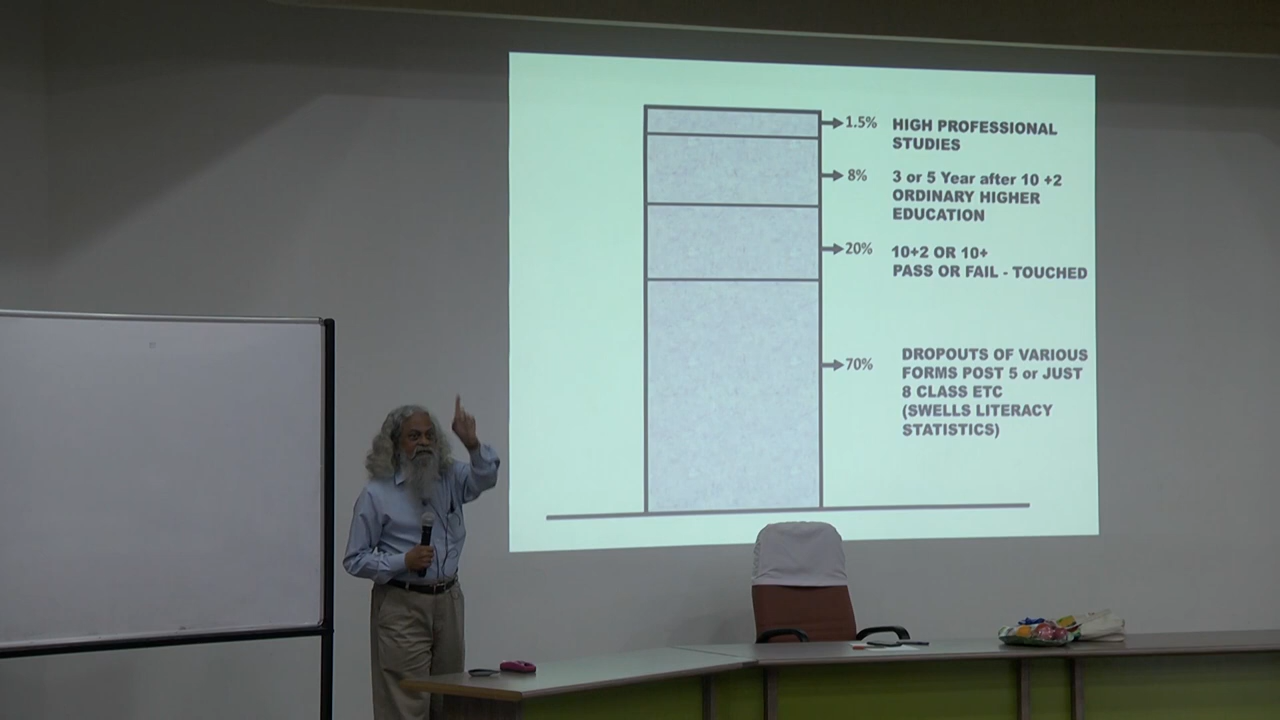 1.5% HIGH PROFESSIONAL
STUDIES
8% 3 or 5 Year after 10 +2
ORDINARY HIGHER
EDUCATION
20% 10+2 OR 10+
PASS OR FAIL - TOUCHED
70% DROPOUTS OF VARIOUS
FORMS POST 5 or JUST
8 CLASS ETC
(SWELLS LITERACY
STATISTICS)